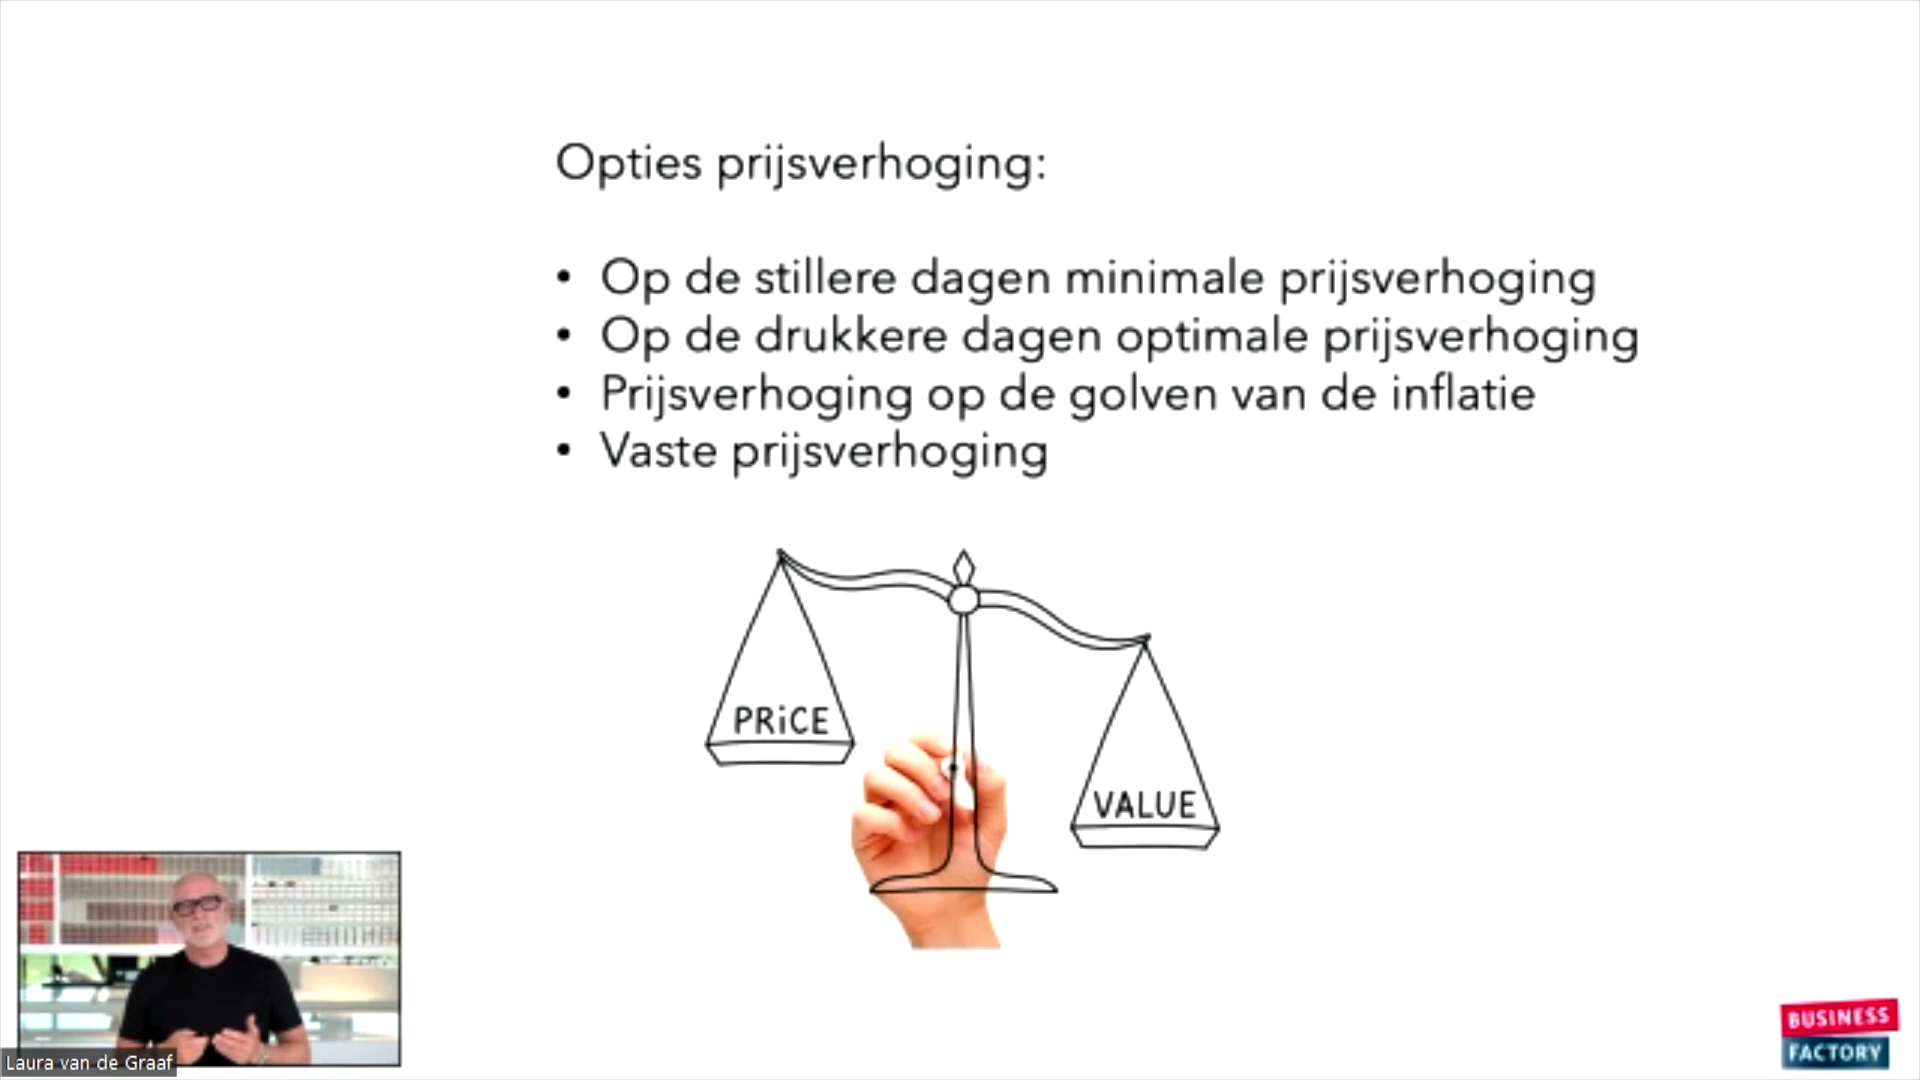 Opties prijsverhoging:
• Op de stillere dagen minimale prijsverhoging
• Op de drukkere dagen optimale prijsverhoging
• Prijsverhoging op de golven van de inflatie
• Vaste prijsverhoging
PRiCE
VALUE
Laura van de Graaf
BUSINESS
FACTORY